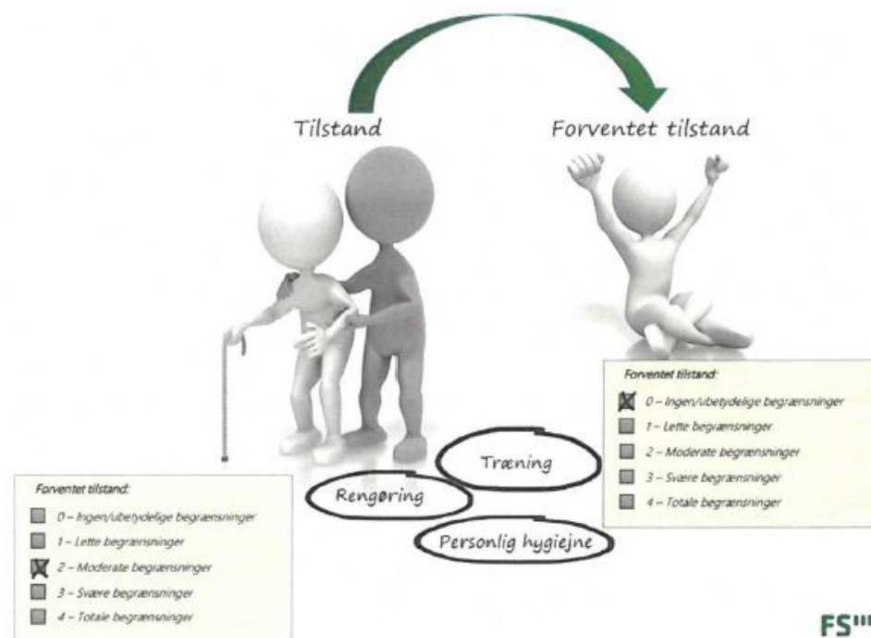 Tilstand
Forventet tilstand
Forventet tilstand:
0 – Ingen/ubetydelige begrænsninger
1 – Lette begrænsninger
2 – Moderate begrænsninger
3 – Svære begrænsninger
4 – Totale begrænsninger
Træning
Rengøring
Personlig hygiejne
Forventet tilstand:
0 – Ingen/ubetydelige begrænsninger
1 – Lette begrænsninger
2 – Moderate begrænsninger
3 – Svære begrænsninger
4 – Totale begrænsninger
FSIII